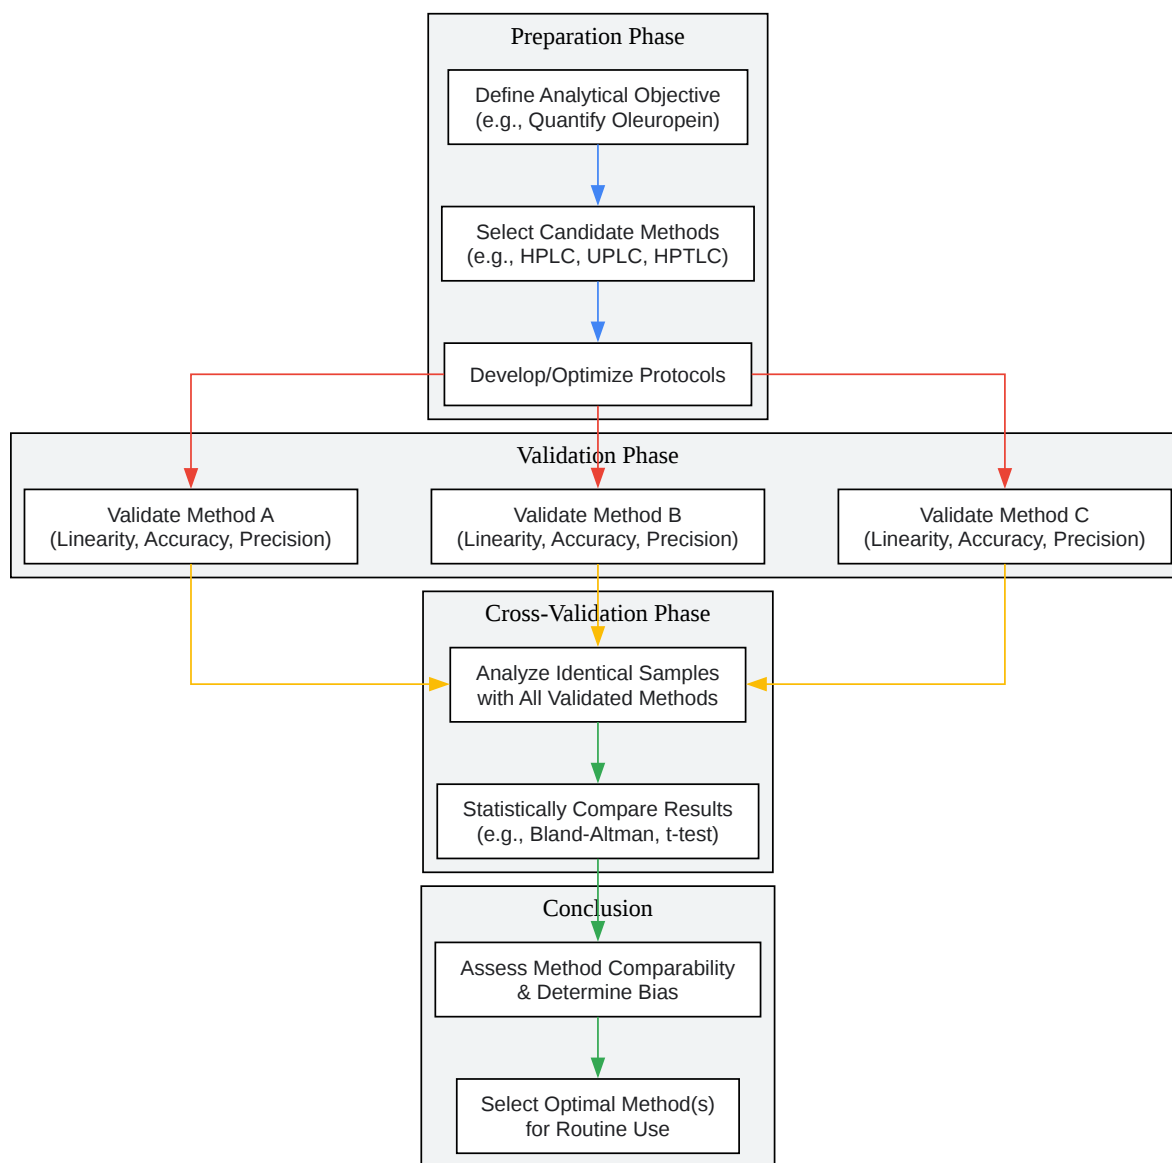 Preparation Phase
Define Analytical Objective
(e.g., Quantify Oleuropein)
Select Candidate Methods
(e.g., HPLC, UPLC, HPTLC)
Develop/Optimize Protocols
Validation Phase
Validate Method A
(Linearity, Accuracy, Precision)
Validate Method B
(Linearity, Accuracy, Precision)
Validate Method C
(Linearity, Accuracy, Precision)
Cross-Validation Phase
Analyze Identical Samples
with All Validated Methods
Statistically Compare Results
(e.g., Bland-Altman, t-test)
Conclusion
Assess Method Comparability
& Determine Bias
Select Optimal Method(s)
for Routine Use